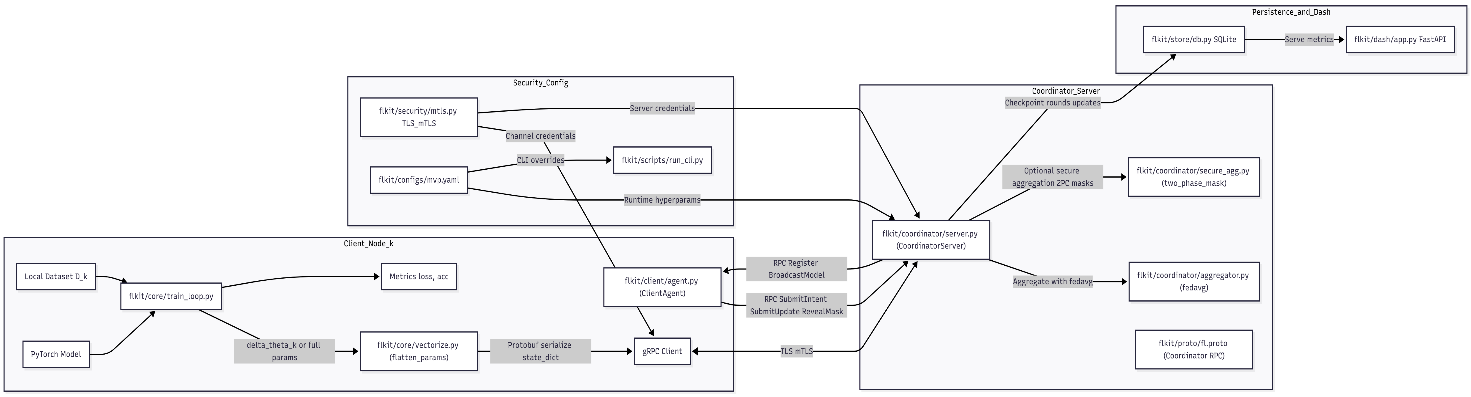 Persistence_and_Dash
flkit/store/db.py SQLite
Serve metrics
flkit/dash/app.py FastAPI
Security_Config
flkit/security/mtls.py
TLS_mTLS
Server credentials
Channel credentials
CLI overrides
flkit/scripts/run_cli.py
flkit/configs/mvp.yaml
Runtime hyperparams
Coordinator_Server
Checkpoint rounds updates
Optional secure
aggregation 2PC masks
flkit/coordinator/secure_agg.py
(two_phase_mask)
flkit/coordinator/server.py
(CoordinatorServer)
Aggregate with fedavg
flkit/coordinator/aggregator.py
(fedavg)
flkit/proto/fl.proto
(Coordinator RPC)
Client_Node_k
Local Dataset D_k
flkit/core/train_loop.py
Metrics loss, acc
PyTorch Model
delta_theta_k or full
params
flkit/core/vectorize.py
(flatten_params)
Protobuf serialize
state_dict
flkit/client/agent.py
(ClientAgent)
gRPC Client
RPC Register
BroadcastModel
RPC SubmitIntent
SubmitUpdate RevealMask
TLS mTLS